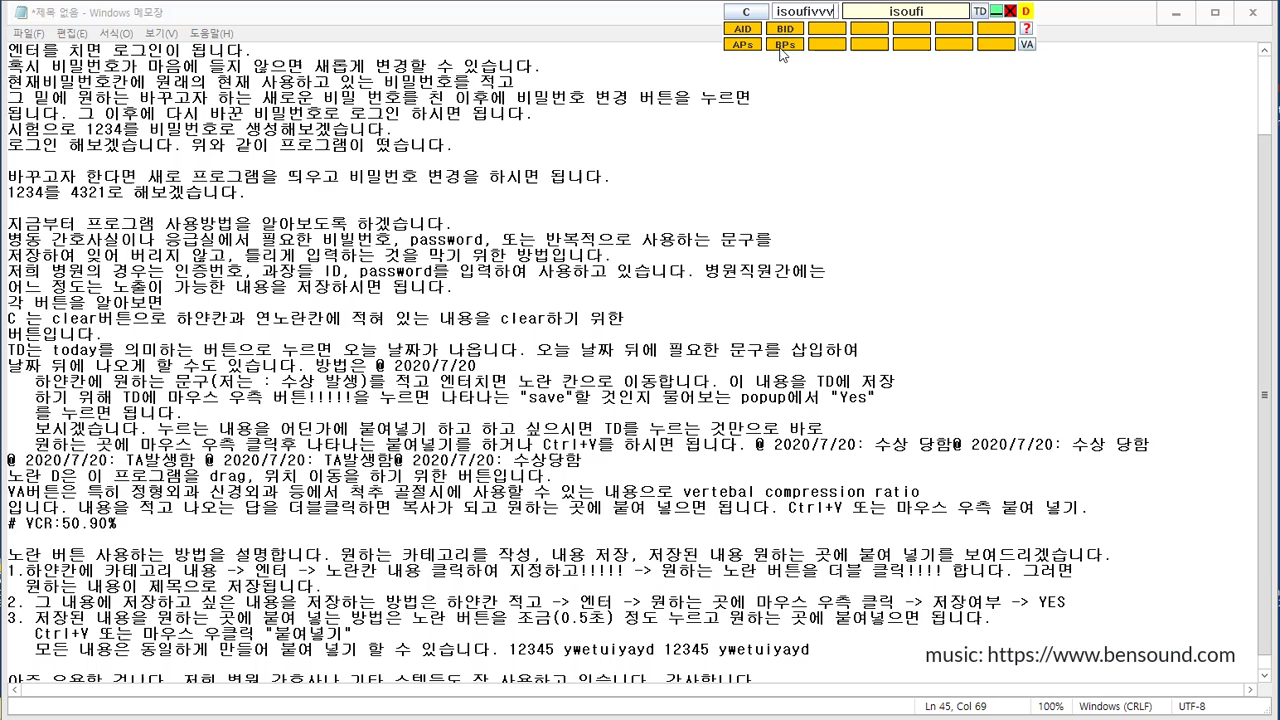 *제목 없음 - Windows 메모장
C isoufivvv isoufi TD X D
파일(F) 편집(E) 서식(O) 보기(V) 도움말(H)
AID BID ?
APs BPs VA
엔터를 치면 로그인이 됩니다.
혹시 비밀번호가 마음에 들지 않으면 새롭게 변경할 수 있습니다.
현재비밀번호칸에 원래의 현재 사용하고 있는 비밀번호를 적고
그 밑에 원하는 바꾸고자 하는 새로운 비밀 번호를 친 이후에 비밀번호 변경 버튼을 누르면
됩니다. 그 이후에 다시 바꾼 비밀번호로 로그인 하시면 됩니다.
시험으로 1234를 비밀번호로 생성해보겠습니다.
로그인 해보겠습니다. 위와 같이 프로그램이 떳습니다.
바꾸고자 한다면 새로 프로그램을 띄우고 비밀번호 변경을 하시면 됩니다.
1234를 4321로 해보겠습니다.
지금부터 프로그램 사용방법을 알아보도록 하겠습니다.
병동 간호사실이나 응급실에서 필요한 비빌번호, password, 또는 반복적으로 사용하는 문구를
저장하여 잊어 버리지 않고, 틀리게 입력하는 것을 막기 위한 방법입니다.
저희 병원의 경우는 인증번호, 과장들 ID, password를 입력하여 사용하고 있습니다. 병원직원간에는
어느 정도는 노출이 가능한 내용을 저장하시면 됩니다.
각 버튼을 알아보면
C 는 clear버튼으로 하얀칸과 연노란칸에 적혀 있는 내용을 clear하기 위한
버튼입니다.
TD는 today를 의미하는 버튼으로 누르면 오늘 날짜가 나옵니다. 오늘 날짜 뒤에 필요한 문구를 삽입하여
날짜 뒤에 나오게 할 수도 있습니다. 방법은 @ 2020/7/20
하얀칸에 원하는 문구(저는 : 수상 발생)를 적고 엔터치면 노란 칸으로 이동합니다. 이 내용을 TD에 저장
하기 위해 TD에 마우스 우측 버튼!!!!!을 누르면 나타나는 "save"할 것인지 물어보는 popup에서 "Yes"
를 누르면 됩니다.
보시겠습니다. 누르는 내용을 어딘가에 붙여넣기 하고 하고 싶으시면 TD를 누르는 것만으로 바로
원하는 곳에 마우스 우측 클릭후 나타나는 붙여넣기를 하거나 Ctrl+V를 하시면 됩니다. @ 2020/7/20: 수상 당함@ 2020/7/20: 수상 당함
@ 2020/7/20: TA발생함 @ 2020/7/20: TA발생함@ 2020/7/20: 수상당함
노란 D은 이 프로그램을 drag, 위치 이동을 하기 위한 버튼입니다.
VA버튼은 특히 정형외과 신경외과 등에서 척추 골절시에 사용할 수 있는 내용으로 vertebal compression ratio
입니다. 내용을 적고 나오는 답을 더블클릭하면 복사가 되고 원하는 곳에 붙여 넣으면 됩니다. Ctrl+V 또는 마우스 우측 붙여 넣기.
# VCR:50.90%
노란 버튼 사용하는 방법을 설명합니다. 원하는 카테고리를 작성, 내용 저장, 저장된 내용 원하는 곳에 붙여 넣기를 보여드리겠습니다.
1.하얀칸에 카테고리 내용 -> 엔터 -> 노란칸 내용 클릭하여 지정하고!!!!! -> 원하는 노란 버튼을 더블 클릭!!!! 합니다. 그러면
원하는 내용이 제목으로 저장됩니다.
2. 그 내용에 저장하고 싶은 내용을 저장하는 방법은 하얀칸 적고 -> 엔터 -> 원하는 곳에 마우스 우측 클릭 -> 저장여부 -> YES
3. 저장된 내용을 원하는 곳에 붙여 넣는 방법은 노란 버튼을 조금(0.5초) 정도 누르고 원하는 곳에 붙여넣으면 됩니다.
Ctrl+V 또는 마우스 우클릭 "붙여넣기"
모든 내용은 동일하게 만들어 붙여 넣기 할 수 있습니다. 12345 ywetuiyayd 12345 ywetuiyayd
music: https://www.bensound.com
아주 유용할 겁니다. 저희 병원 간호사나 기타 스텝들도 잘 사용하고 있습니다. 감사합니다.
Ln 45, Col 69 100% Windows (CRLF) UTF-8